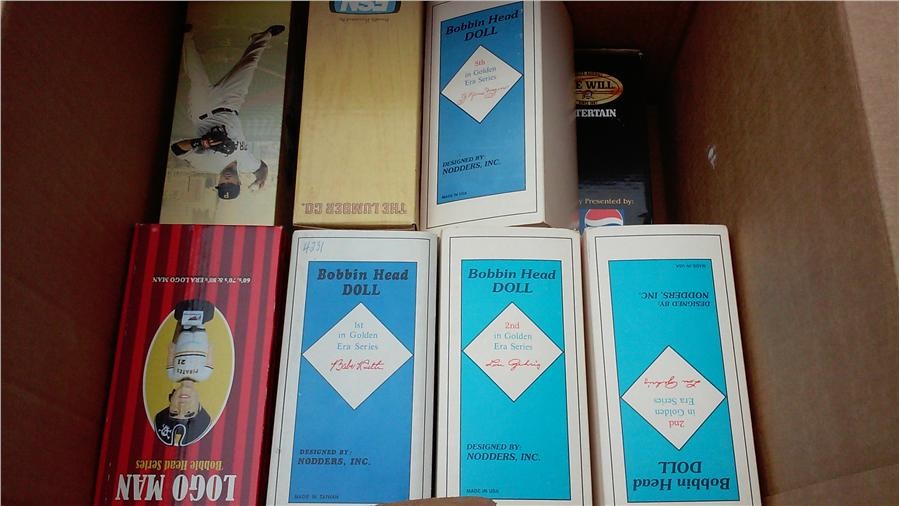 THE LUMBER CO.
Proudly Presented By
FSN
Bobbin Head
DOLL
5th
in Golden
Era Series
DESIGNED BY:
NODDERS, INC.
MADE IN USA
E WILL
TERTAIN
y Presented by:
LOGO MAN
Bobble Head Series
PIRATES
21
60's, 70's & 80's ERA LOGO MAN
4231
Bobbin Head
DOLL
1st
in Golden
Era Series
Babe Ruth
DESIGNED BY:
NODDERS, INC.
MADE IN TAIWAN
Bobbin Head
DOLL
2nd
in Golden
Era Series
Lou Gehrig
DESIGNED BY:
NODDERS, INC.
MADE IN USA
Bobbin Head
DOLL
2nd
in Golden
Era Series
Lou Gehrig
DESIGNED BY:
NODDERS, INC.
MADE IN USA